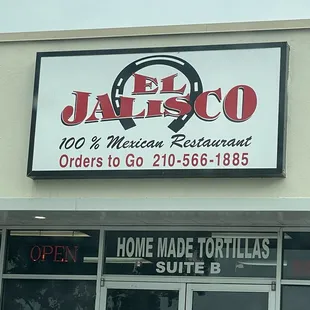 EL
JALISCO
100 % Mexican Restaurant
Orders to Go 210-566-1885
OPEN
HOME MADE TORTILLAS
SUITE B